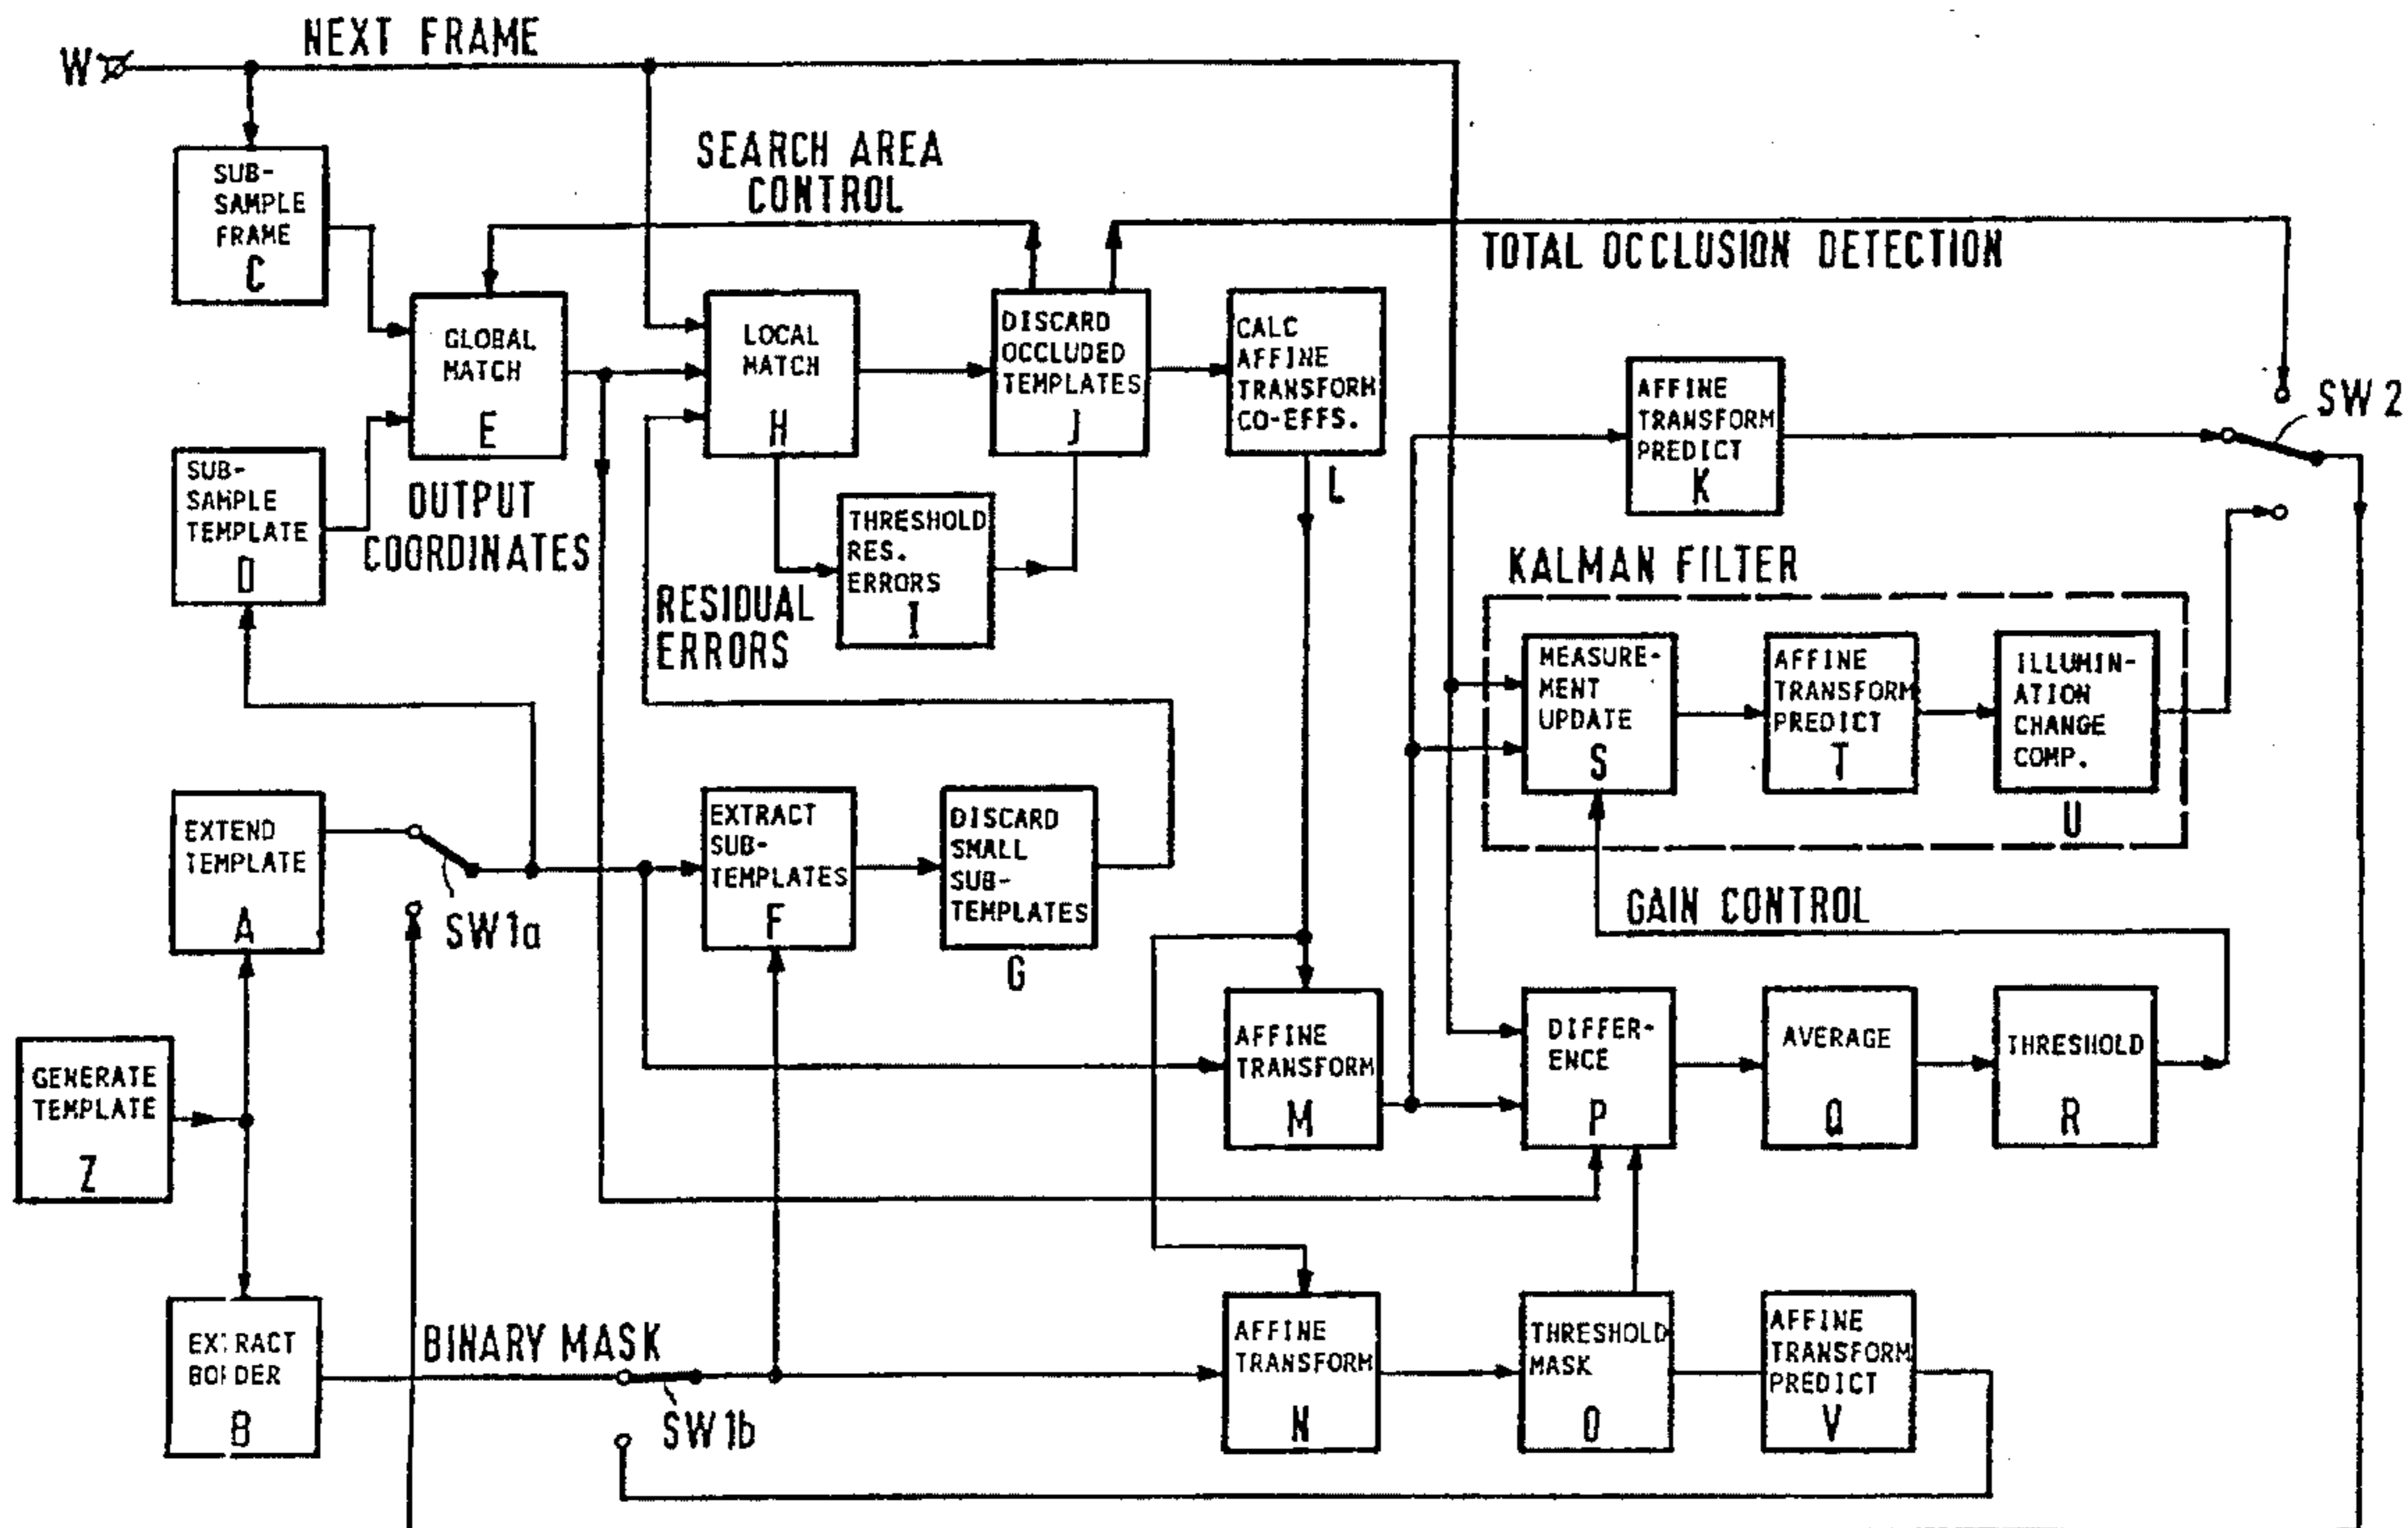 NEXT FRAME
W
SUB-
SAMPLE
FRAME
C
SEARCH AREA
CONTROL
TOTAL OCCLUSION DETECTION
GLOBAL
MATCH
E
LOCAL
MATCH
H
DISCARD
OCCLUDED
TEMPLATES
J
CALC
AFFINE
TRANSFORM
CO-EFFS.
L
AFFINE
TRANSFORM
PREDICT
K
SW2
SUB-
SAMPLE
TEMPLATE
D
OUTPUT
COORDINATES
THRESHOLD
RES.
ERRORS
I
RESIDUAL
ERRORS
KALMAN FILTER
MEASURE-
MENT
UPDATE
S
AFFINE
TRANSFORM
PREDICT
T
ILLUMIN-
ATION
CHANGE
COMP.
U
EXTEND
TEMPLATE
A
SW1a
EXTRACT
SUB-
TEMPLATES
F
DISCARD
SMALL
SUB-
TEMPLATES
G
GAIN CONTROL
GENERATE
TEMPLATE
Z
AFFINE
TRANSFORM
M
DIFFER-
ENCE
P
AVERAGE
Q
THRESHOLD
R
EXTRACT
BORDER
B
BINARY MASK
SW1b
AFFINE
TRANSFORM
N
THRESHOLD
MASK
O
AFFINE
TRANSFORM
PREDICT
V